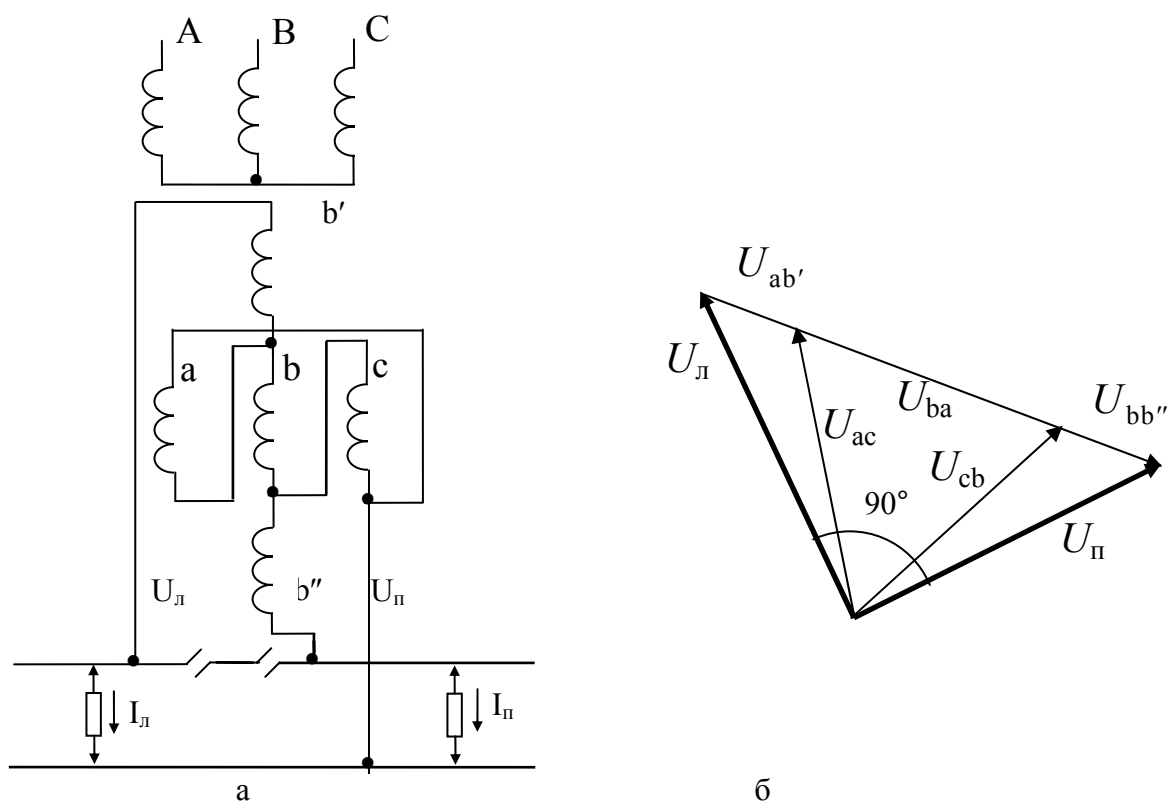 A B C
b′
a b c
Uл b″ Uп
Iл Iп
а
Uab′
Uл
Uba Ubb″
Uac
Ucb
90°
Uп
б